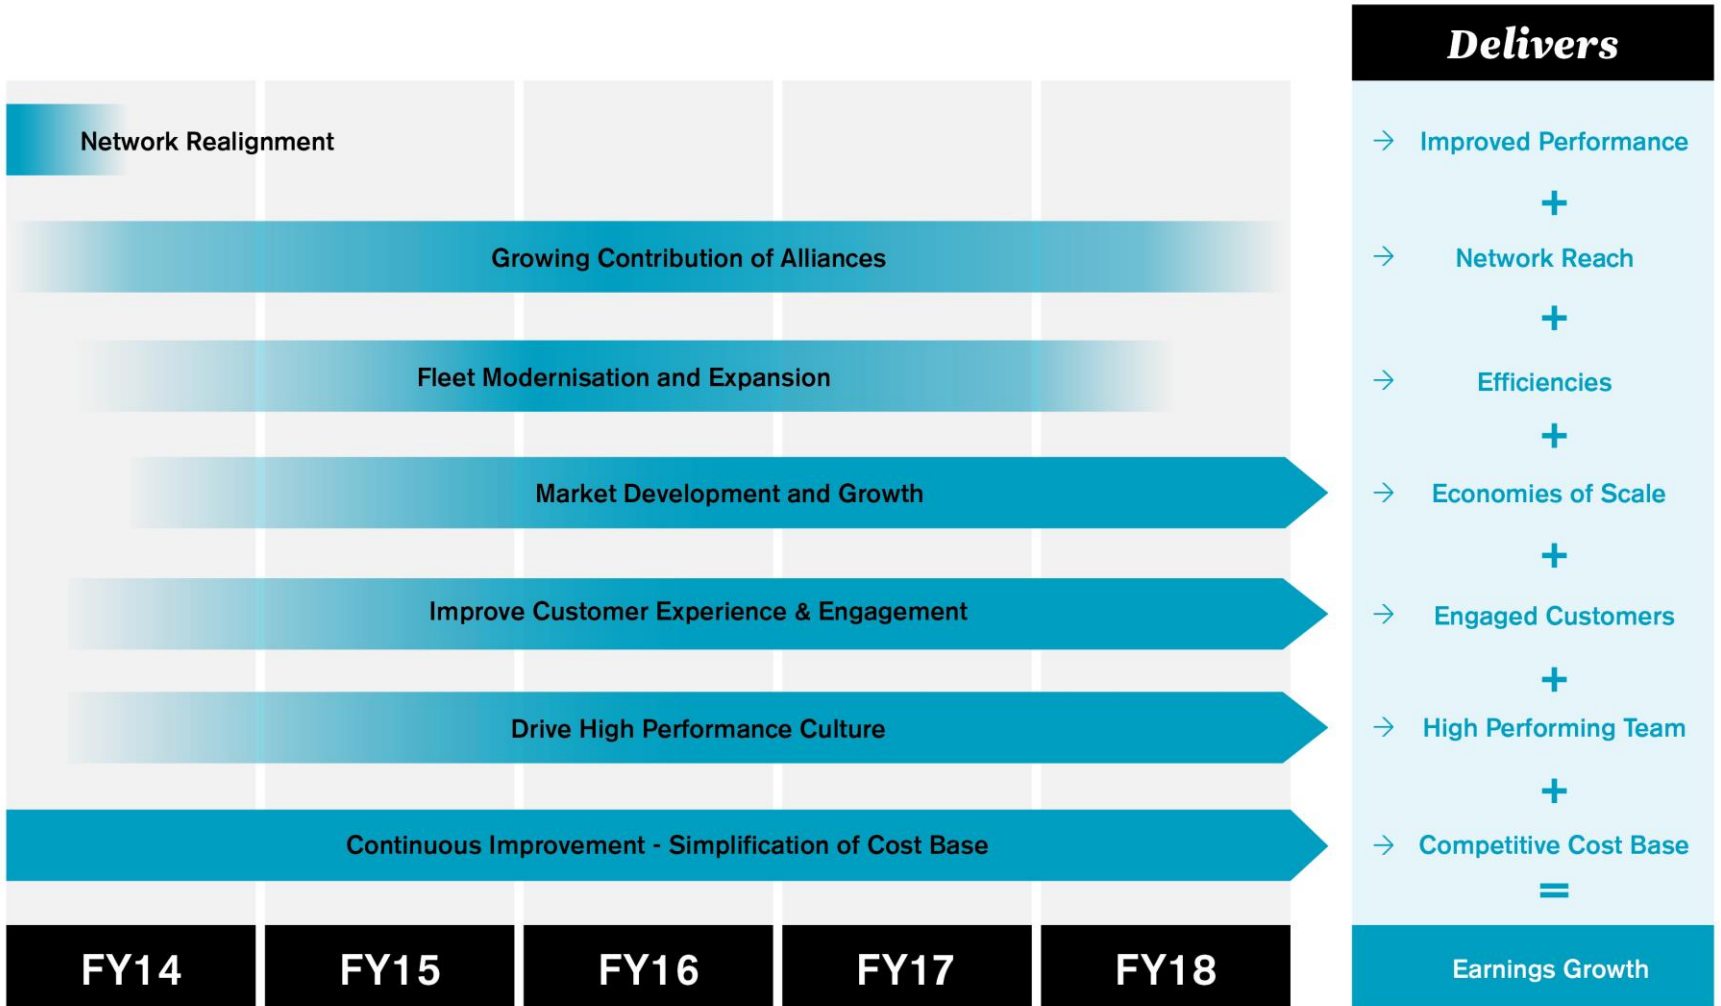 Delivers
Network Realignment
→ Improved Performance
+
Growing Contribution of Alliances
→ Network Reach
+
Fleet Modernisation and Expansion
→ Efficiencies
+
Market Development and Growth
→ Economies of Scale
+
Improve Customer Experience & Engagement
→ Engaged Customers
+
Drive High Performance Culture
→ High Performing Team
+
Continuous Improvement - Simplification of Cost Base
→ Competitive Cost Base
=
FY14
FY15
FY16
FY17
FY18
Earnings Growth